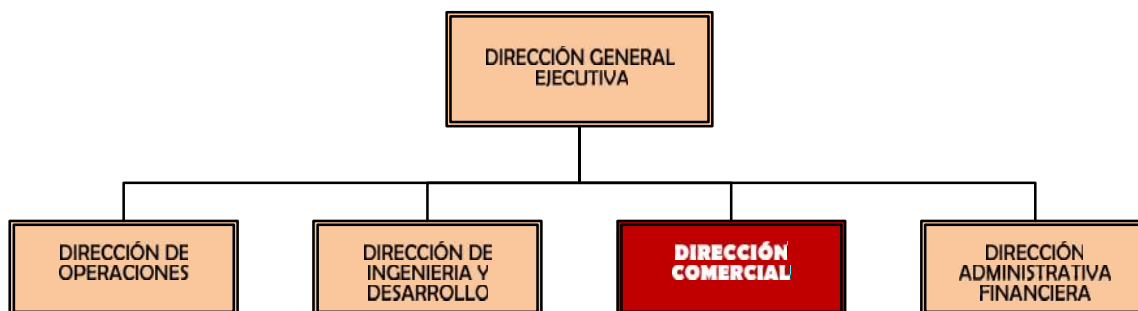 DIRECCIÓN GENERAL
EJECUTIVA
DIRECCIÓN DE
OPERACIONES
DIRECCIÓN DE
INGENIERIA Y
DESARROLLO
DIRECCIÓN
COMERCIAL
DIRECCIÓN
ADMINISTRATIVA
FINANCIERA